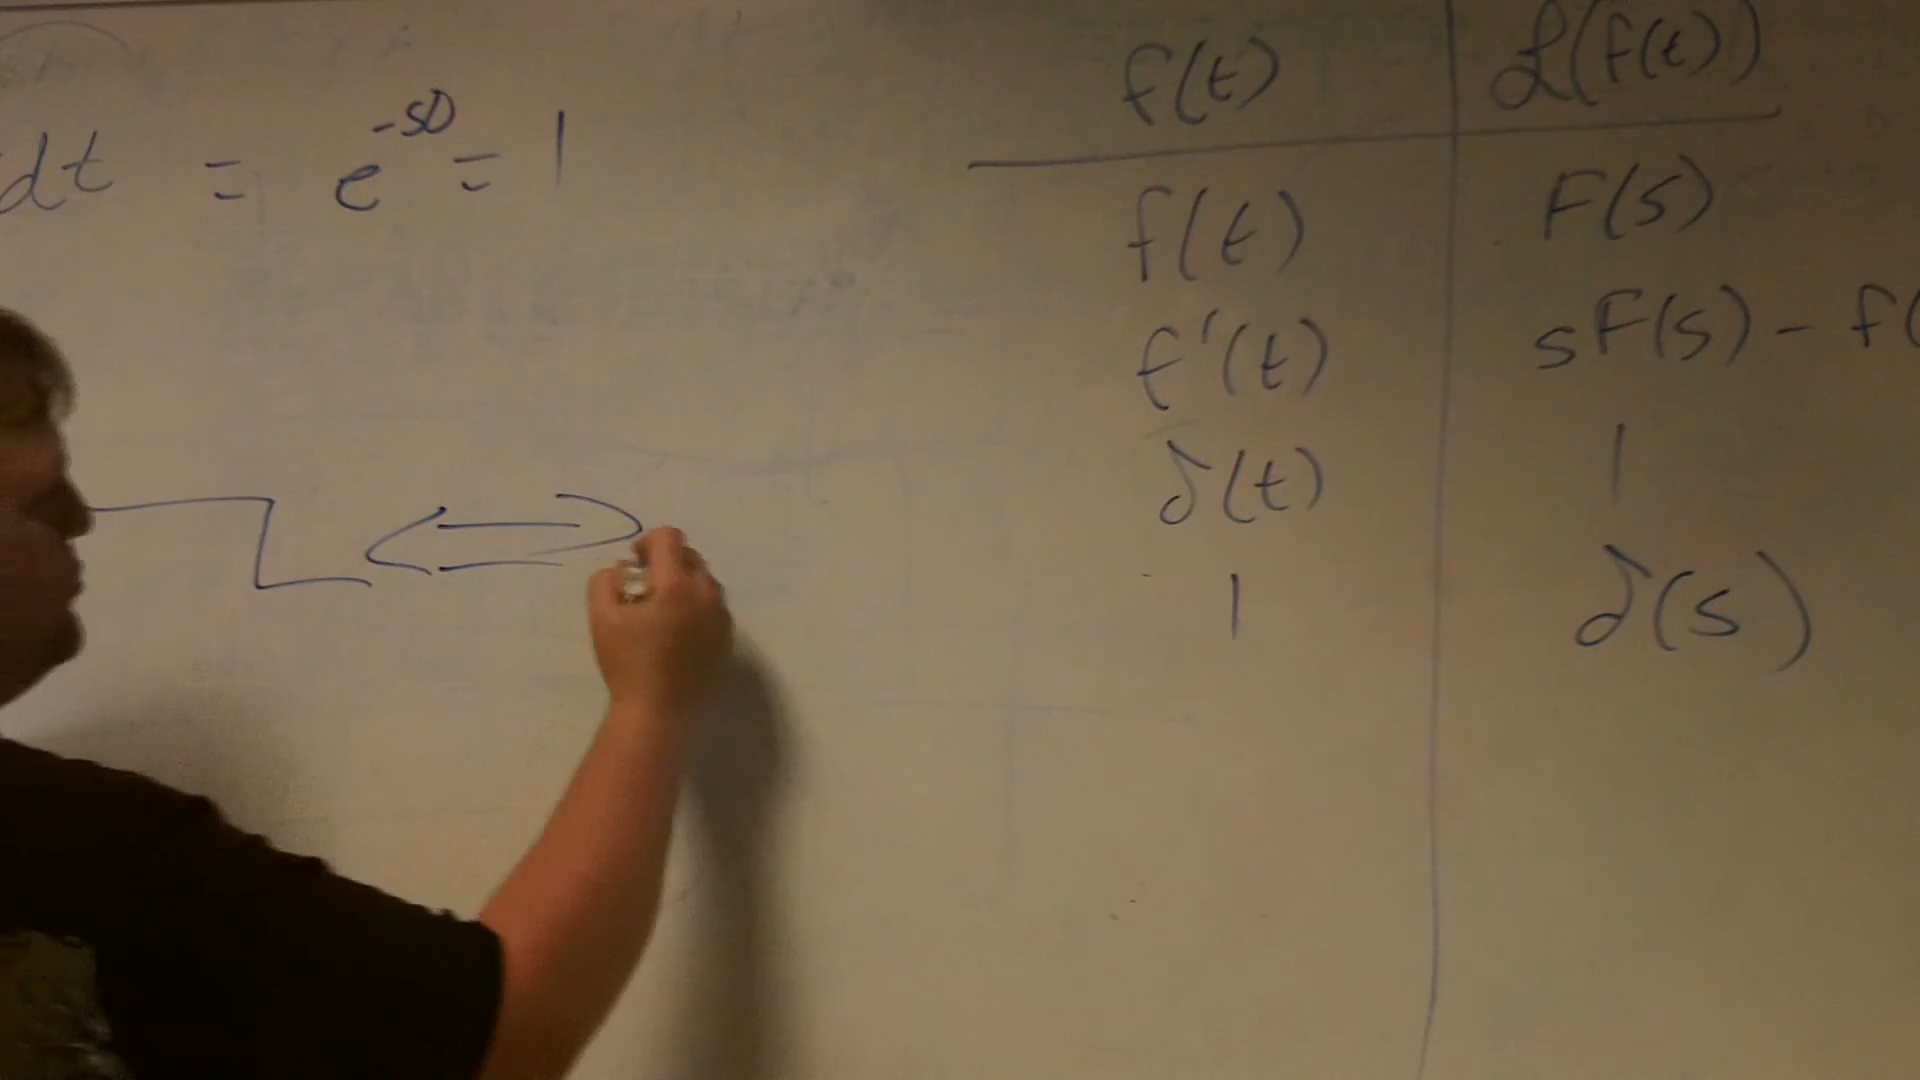 dt = e^-s0 = 1
f(t) ℒ(f(t))
f(t) F(s)
f'(t) sF(s) - f(
δ(t) 1
1 δ(s)